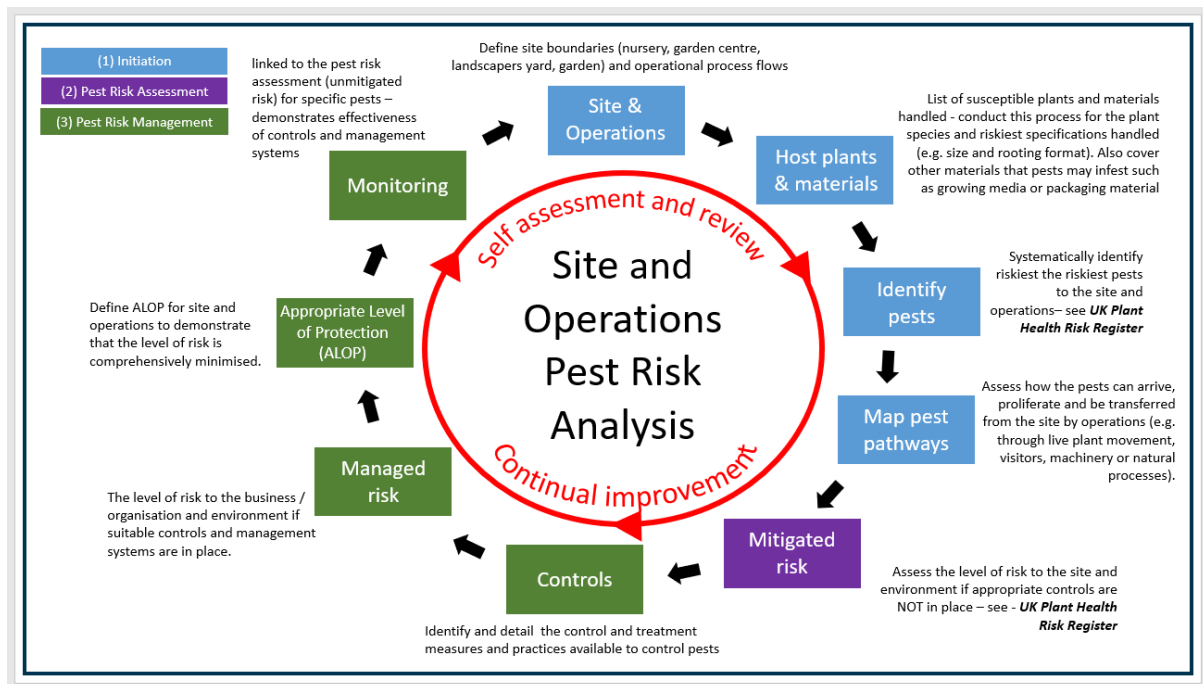 (1) Initiation
(2) Pest Risk Assessment
(3) Pest Risk Management
linked to the pest risk
assessment (unmitigated
risk) for specific pests –
demonstrates effectiveness
of controls and management
systems
Monitoring
Define site boundaries (nursery, garden centre,
landscapers yard, garden) and operational process flows
Site &
Operations
List of susceptible plants and materials
handled - conduct this process for the plant
species and riskiest specifications handled
(e.g. size and rooting format). Also cover
other materials that pests may infest such
as growing media or packaging material
Host plants
& materials
Systematically identify
riskiest the riskiest pests
to the site and
operations– see UK Plant
Health Risk Register
Identify
pests
Assess how the pests can arrive,
proliferate and be transferred
from the site by operations (e.g.
through live plant movement,
visitors, machinery or natural
processes).
Map pest
pathways
Mitigated
risk
Assess the level of risk to the site and
environment if appropriate controls are
NOT in place – see - UK Plant Health
Risk Register
Controls
Identify and detail the control and treatment
measures and practices available to control pests
Managed
risk
The level of risk to the business /
organisation and environment if
suitable controls and management
systems are in place.
Appropriate Level
of Protection
(ALOP)
Define ALOP for site and
operations to demonstrate
that the level of risk is
comprehensively minimised.
Self assessment and review
Site and
Operations
Pest Risk
Analysis
Continual improvement